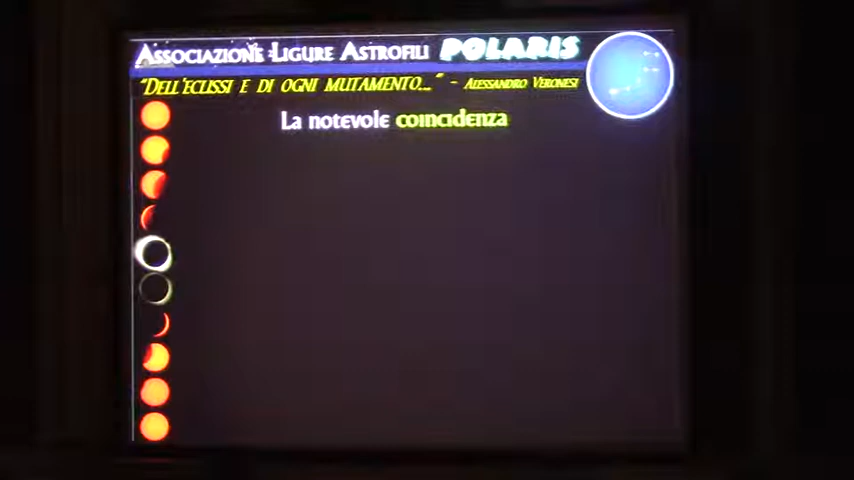 Associazione Ligure Astrofili POLARIS
"Dell'eclissi e di ogni mutamento..." - Alessandro Veronesi
La notevole coincidenza